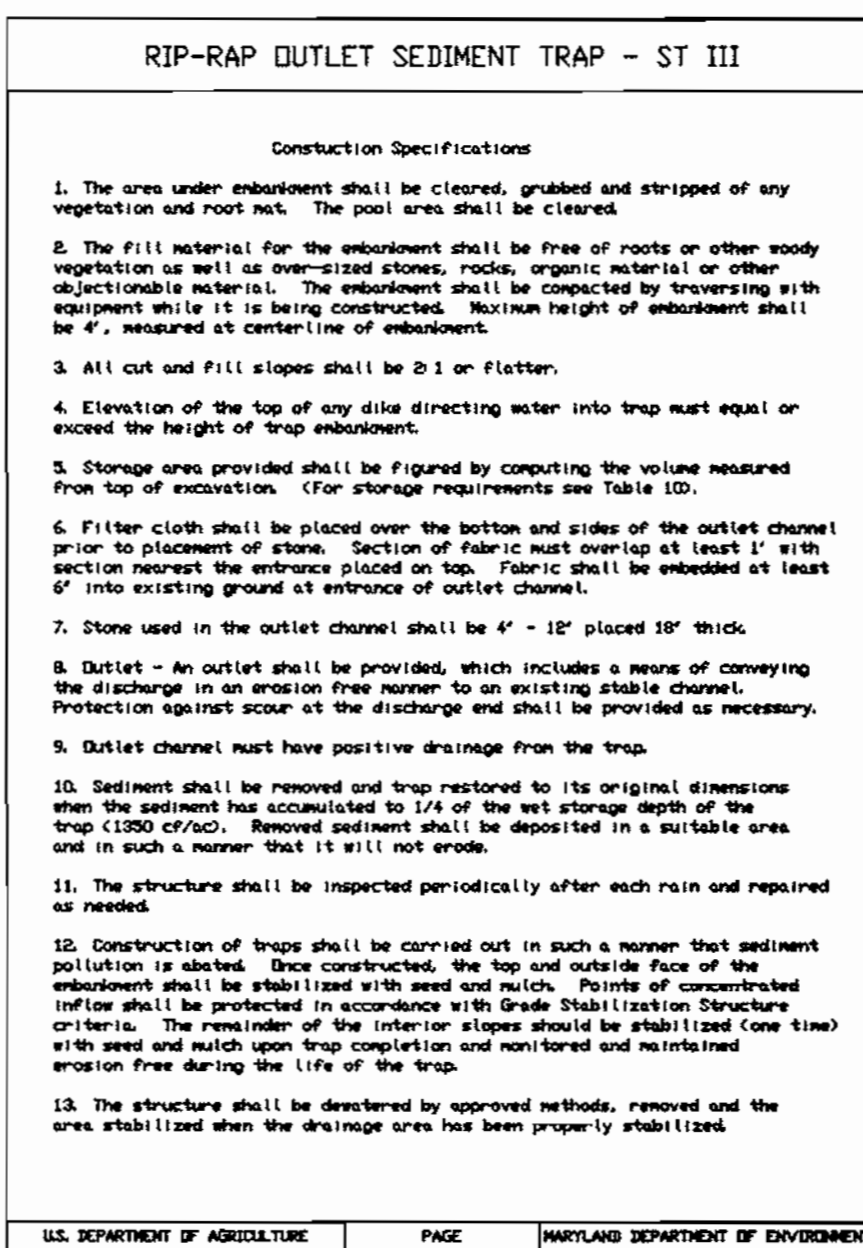 RIP-RAP OUTLET SEDIMENT TRAP - ST III
Constuction Specifications
1. The area under embankment shall be cleared, grubbed and stripped of any
vegetation and root mat. The pool area shall be cleared.
2. The fill material for the embankment shall be free of roots or other woody
vegetation as well as over-sized stones, rocks, organic material or other
objectionable material. The embankment shall be compacted by traversing with
equipment while it is being constructed. Maximum height of embankment shall
be 4', measured at centerline of embankment.
3. All cut and fill slopes shall be 2:1 or flatter.
4. Elevation of the top of any dike directing water into trap must equal or
exceed the height of trap embankment.
5. Storage area provided shall be figured by computing the volume measured
from top of excavation. (For storage requirements see Table 10).
6. Filter cloth shall be placed over the bottom and sides of the outlet channel
prior to placement of stone. Section of fabric must overlap at least 1' with
section nearest the entrance placed on top. Fabric shall be embedded at least
6" into existing ground at entrance of outlet channel.
7. Stone used in the outlet channel shall be 4" - 12" placed 18" thick.
8. Outlet - An outlet shall be provided, which includes a means of conveying
the discharge in an erosion free manner to an existing stable channel.
Protection against scour at the discharge end shall be provided as necessary.
9. Outlet channel must have positive drainage from the trap.
10. Sediment shall be removed and trap restored to its original dimensions
when the sediment has accumulated to 1/4 of the wet storage depth of the
trap (1350 cf/ac). Removed sediment shall be deposited in a suitable area
and in such a manner that it will not erode.
11. The structure shall be inspected periodically after each rain and repaired
as needed.
12. Construction of traps shall be carried out in such a manner that sediment
pollution is abated. Once constructed, the top and outside face of the
embankment shall be stabilized with seed and mulch. Points of concentrated
inflow shall be protected in accordance with Grade Stabilization Structure
criteria. The remainder of the interior slopes should be stabilized (one time)
with seed and mulch upon trap completion and monitored and maintained
erosion free during the life of the trap.
13. The structure shall be dewatered by approved methods, removed and the
area stabilized when the drainage area has been properly stabilized.
U.S. DEPARTMENT OF AGRICULTURE PAGE MARYLAND DEPARTMENT OF ENVIRONMEN